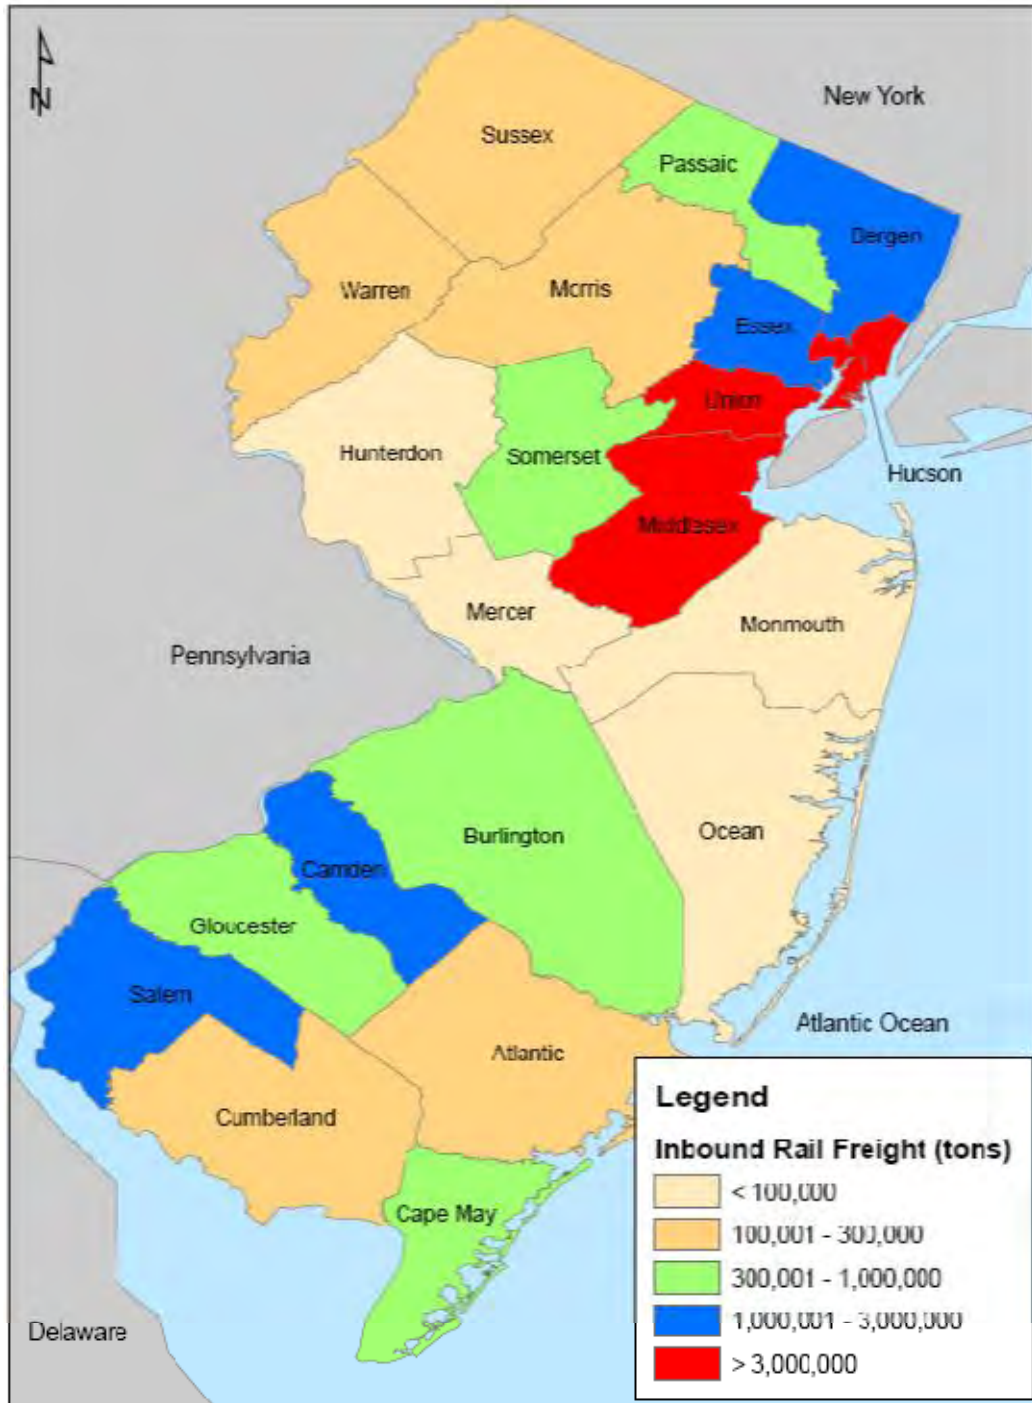 N
New York
Sussex
Passaic
Dergen
Warren
Morris
Essex
Union
Hunterdon
Somerset
Hucson
Middlesex
Mercer
Monmouth
Pennsylvania
Burlington
Ocean
Camden
Gloucester
Salem
Atlantic Ocean
Atlantic
Cumberland
Cape May
Delaware
Legend
Inbound Rail Freight (tons)
< 100,000
100,001 - 300,000
300,001 - 1,000,000
1,000,001 - 3,000,000
> 3,000,000